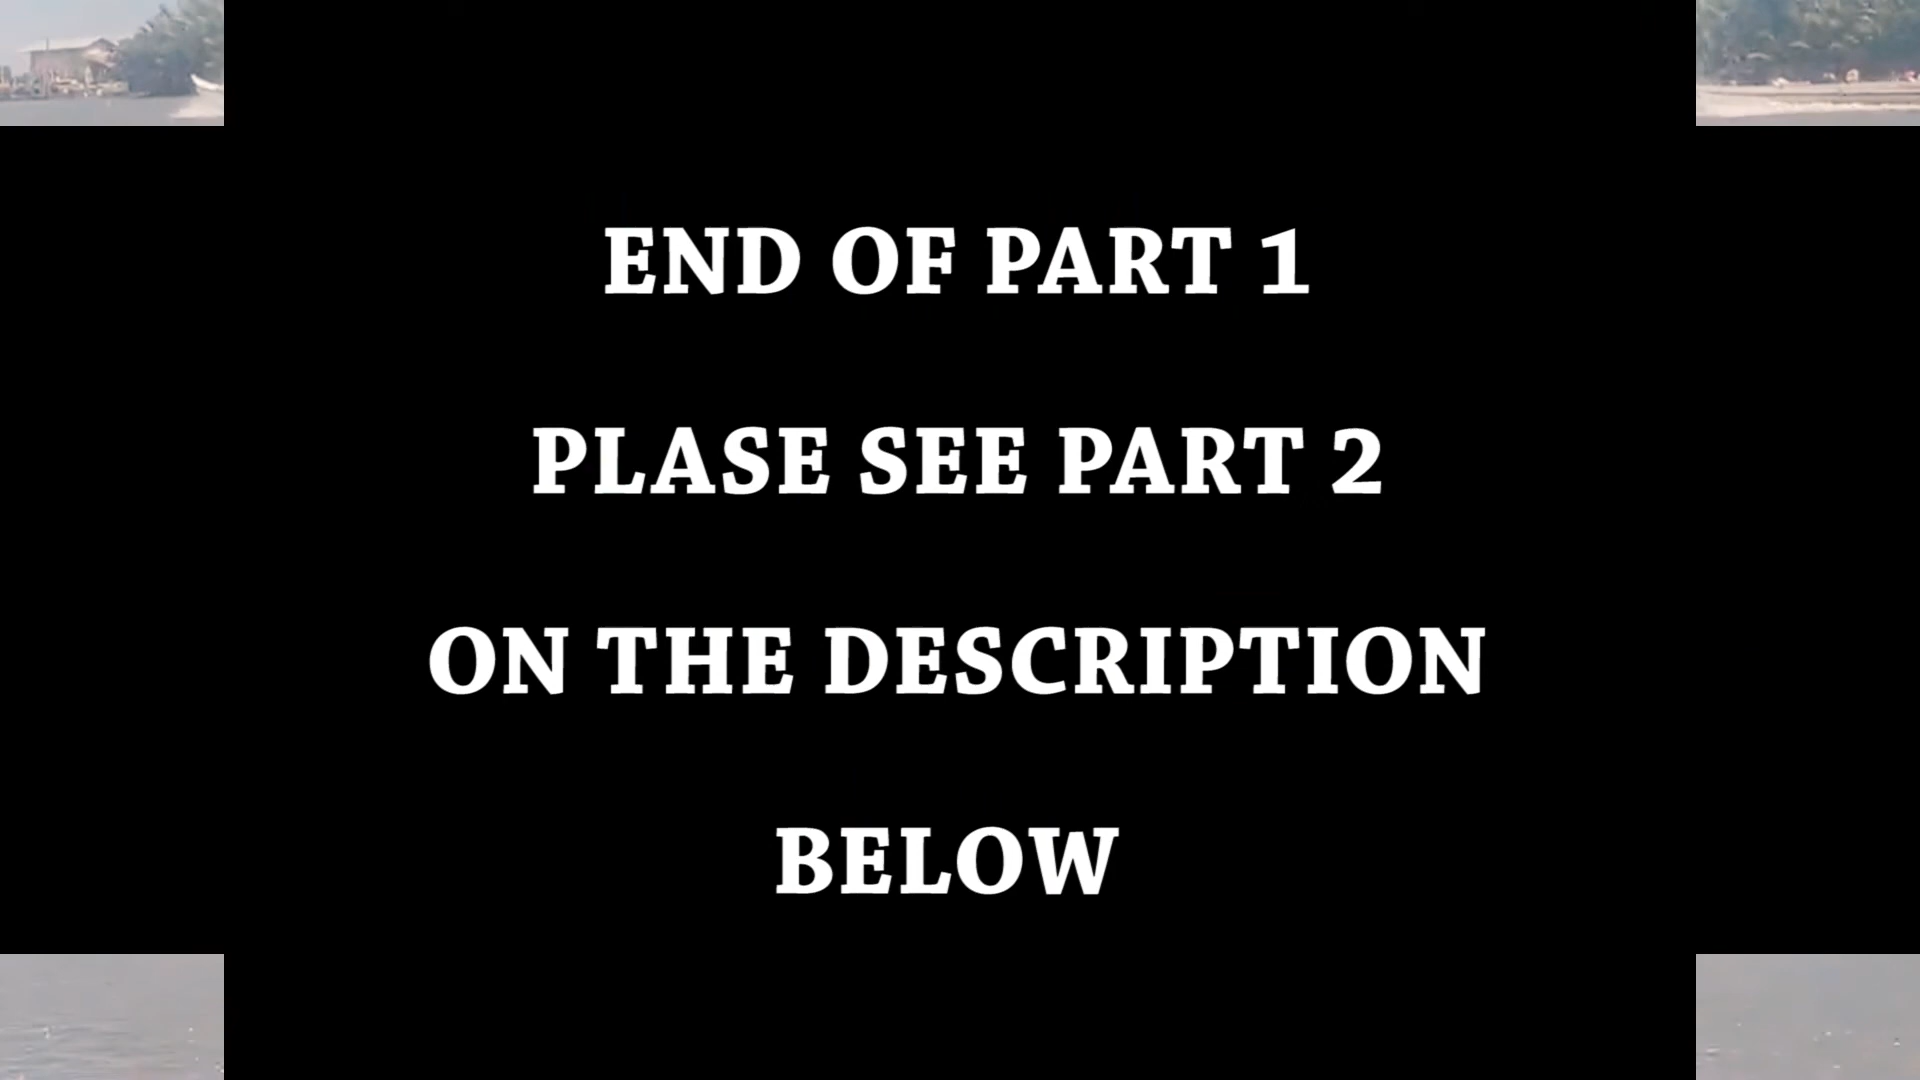 END OF PART 1
PLASE SEE PART 2
ON THE DESCRIPTION
BELOW